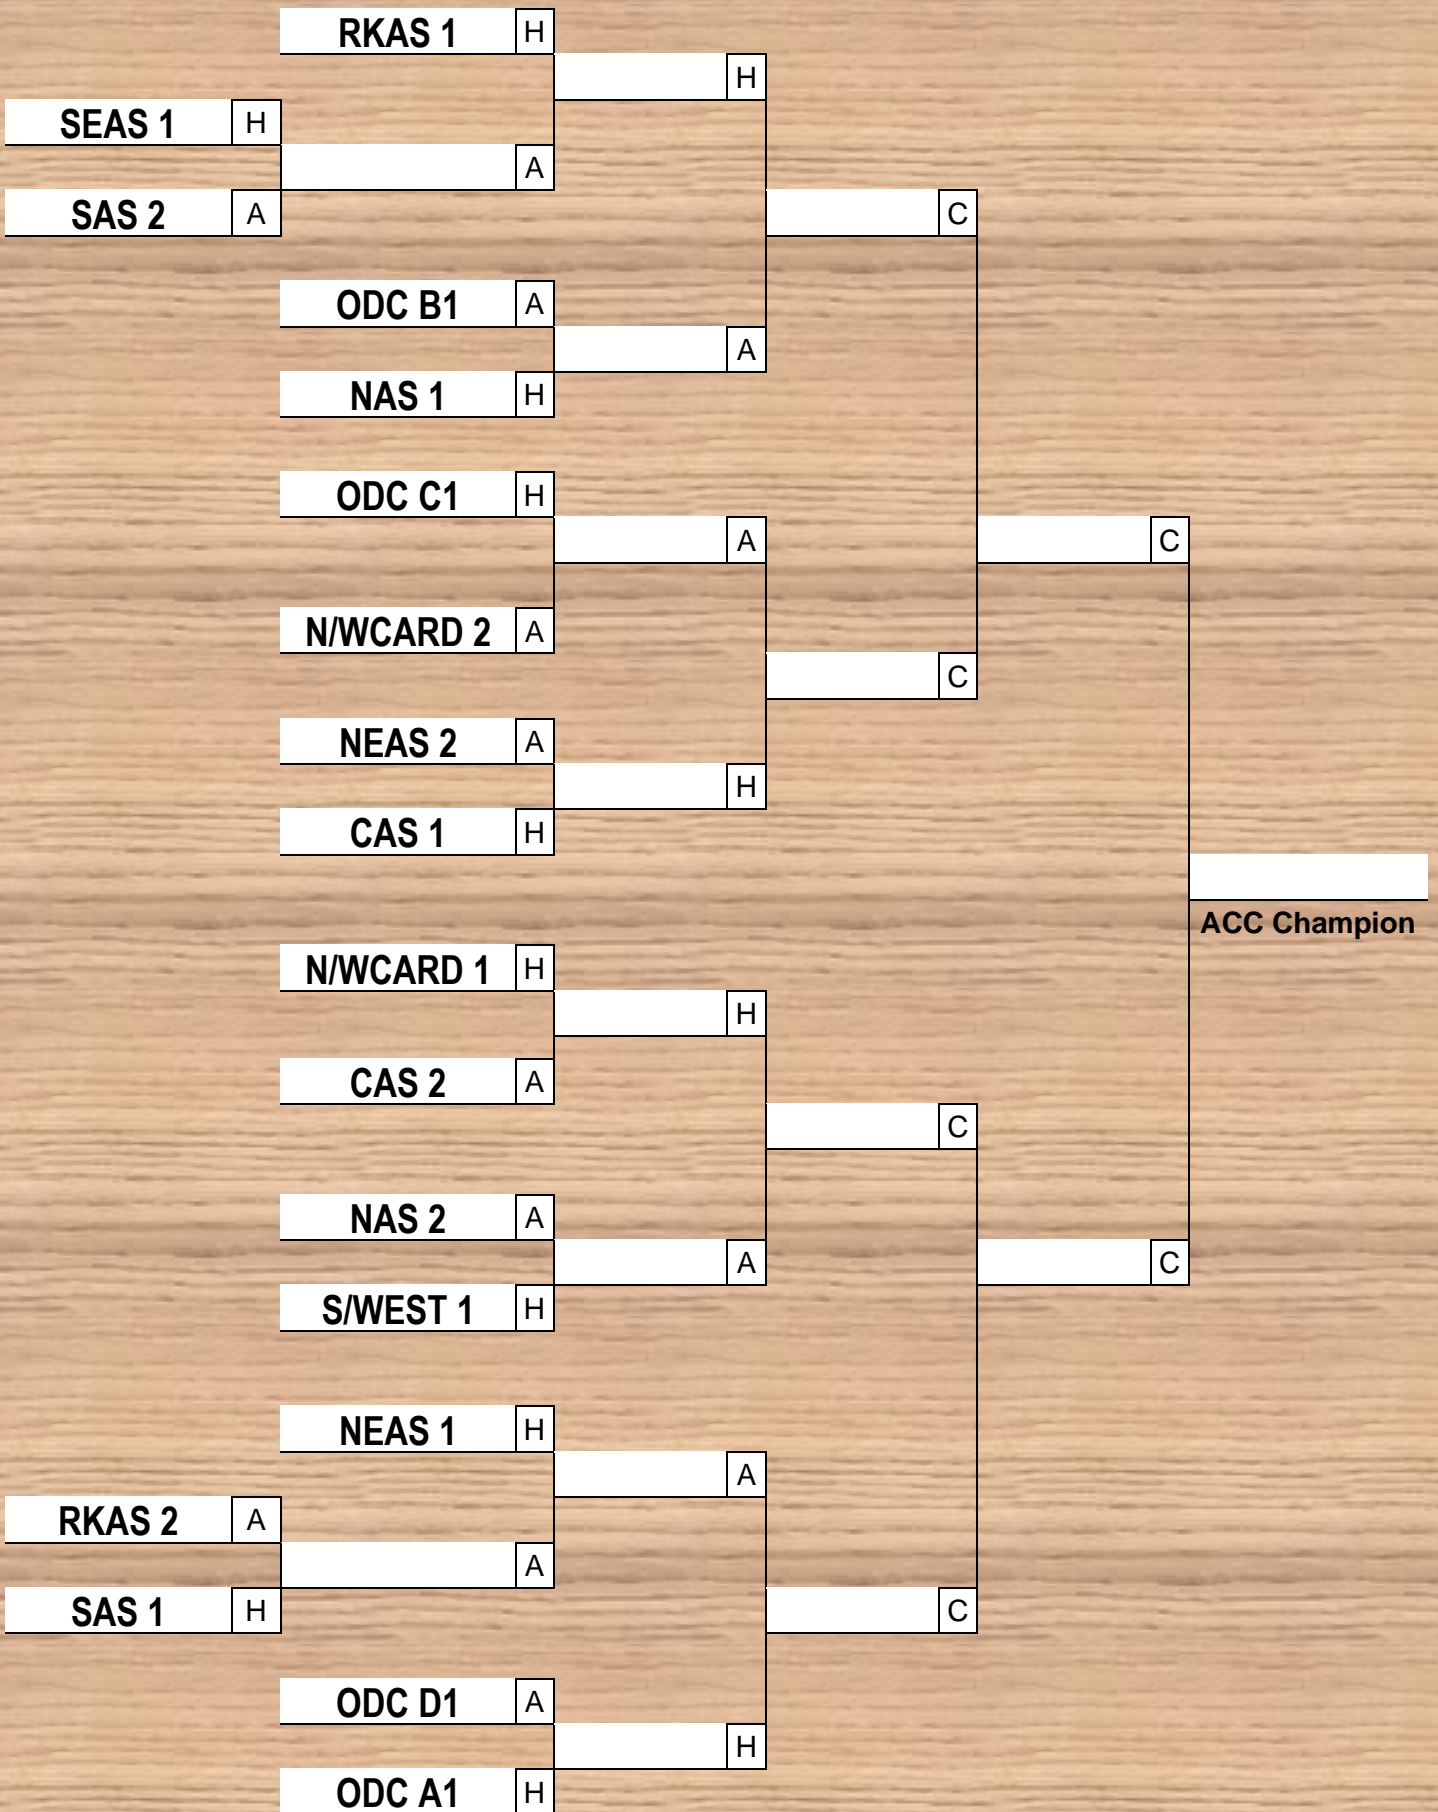 RKAS 1 H
H
SEAS 1 H
A
SAS 2 A
C
ODC B1 A
A
NAS 1 H
ODC C1 H
A
C
N/WCARD 2 A
C
NEAS 2 A
H
CAS 1 H
ACC Champion
N/WCARD 1 H
H
CAS 2 A
C
NAS 2 A
A
C
S/WEST 1 H
NEAS 1 H
A
RKAS 2 A
A
SAS 1 H
C
ODC D1 A
H
ODC A1 H